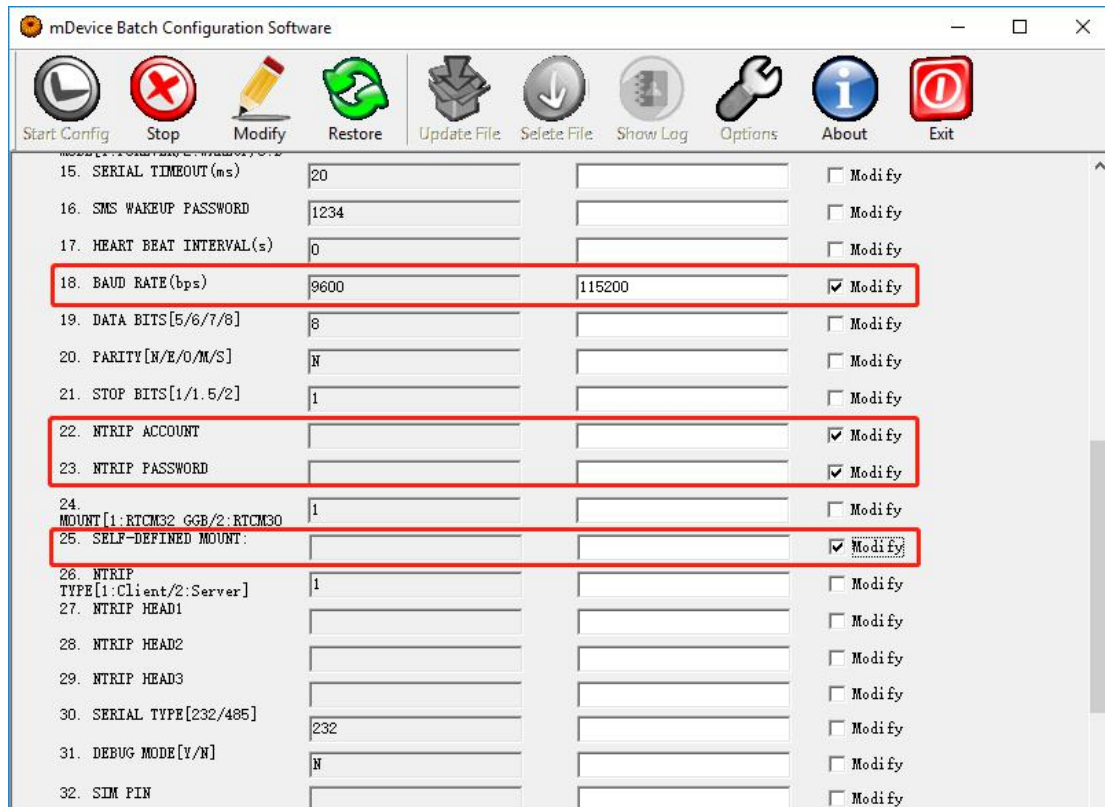 mDevice Batch Configuration Software
Start Config Stop Modify Restore Update File Selete File Show Log Options About Exit
15. SERIAL TIMEOUT(ms) 20 Modify
16. SMS WAKEUP PASSWORD 1234 Modify
17. HEART BEAT INTERVAL(s) 0 Modify
18. BAUD RATE(bps) 9600 115200 Modify
19. DATA BITS[5/6/7/8] 8 Modify
20. PARITY[N/E/O/M/S] N Modify
21. STOP BITS[1/1.5/2] 1 Modify
22. NTRIP ACCOUNT Modify
23. NTRIP PASSWORD Modify
24.
MOUNT[1:RTCM32 GGB/2:RTCM30 1 Modify
25. SELF-DEFINED MOUNT: Modify
26. NTRIP
TYPE[1:Client/2:Server] 1 Modify
27. NTRIP HEAD1 Modify
28. NTRIP HEAD2 Modify
29. NTRIP HEAD3 Modify
30. SERIAL TYPE[232/485] 232 Modify
31. DEBUG MODE[Y/N] N Modify
32. SIM PIN Modify